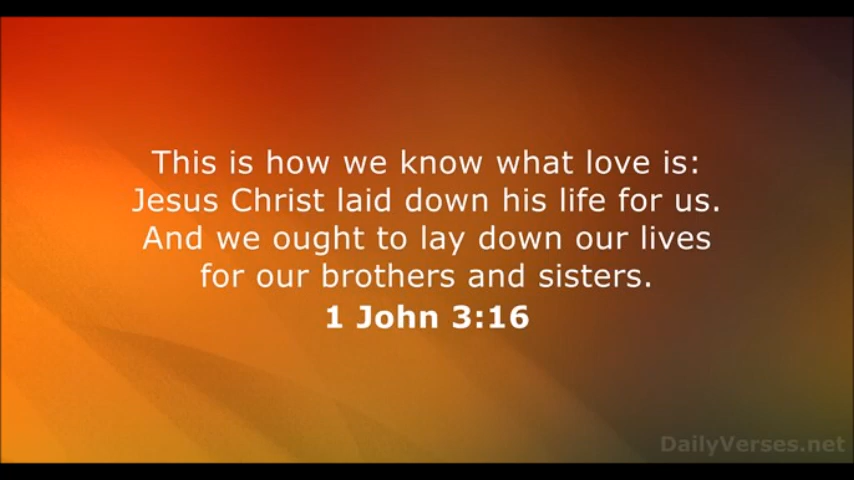 This is how we know what love is:
Jesus Christ laid down his life for us.
And we ought to lay down our lives
for our brothers and sisters.
1 John 3:16
DailyVerses.net